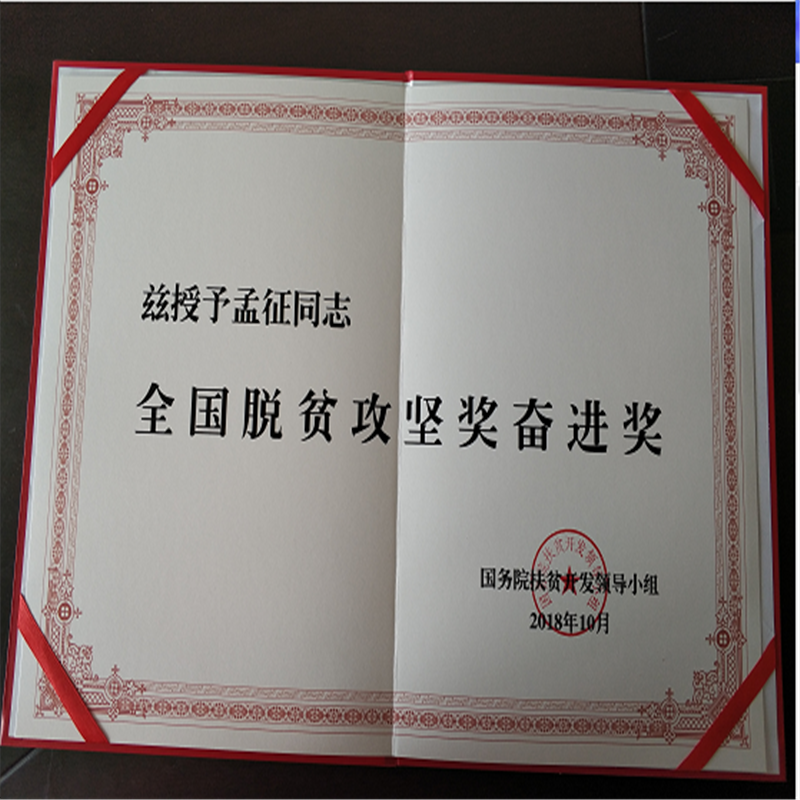 兹授予孟征同志
全国脱贫攻坚奖奋进奖
国务院扶贫开发领导小组
2018年10月